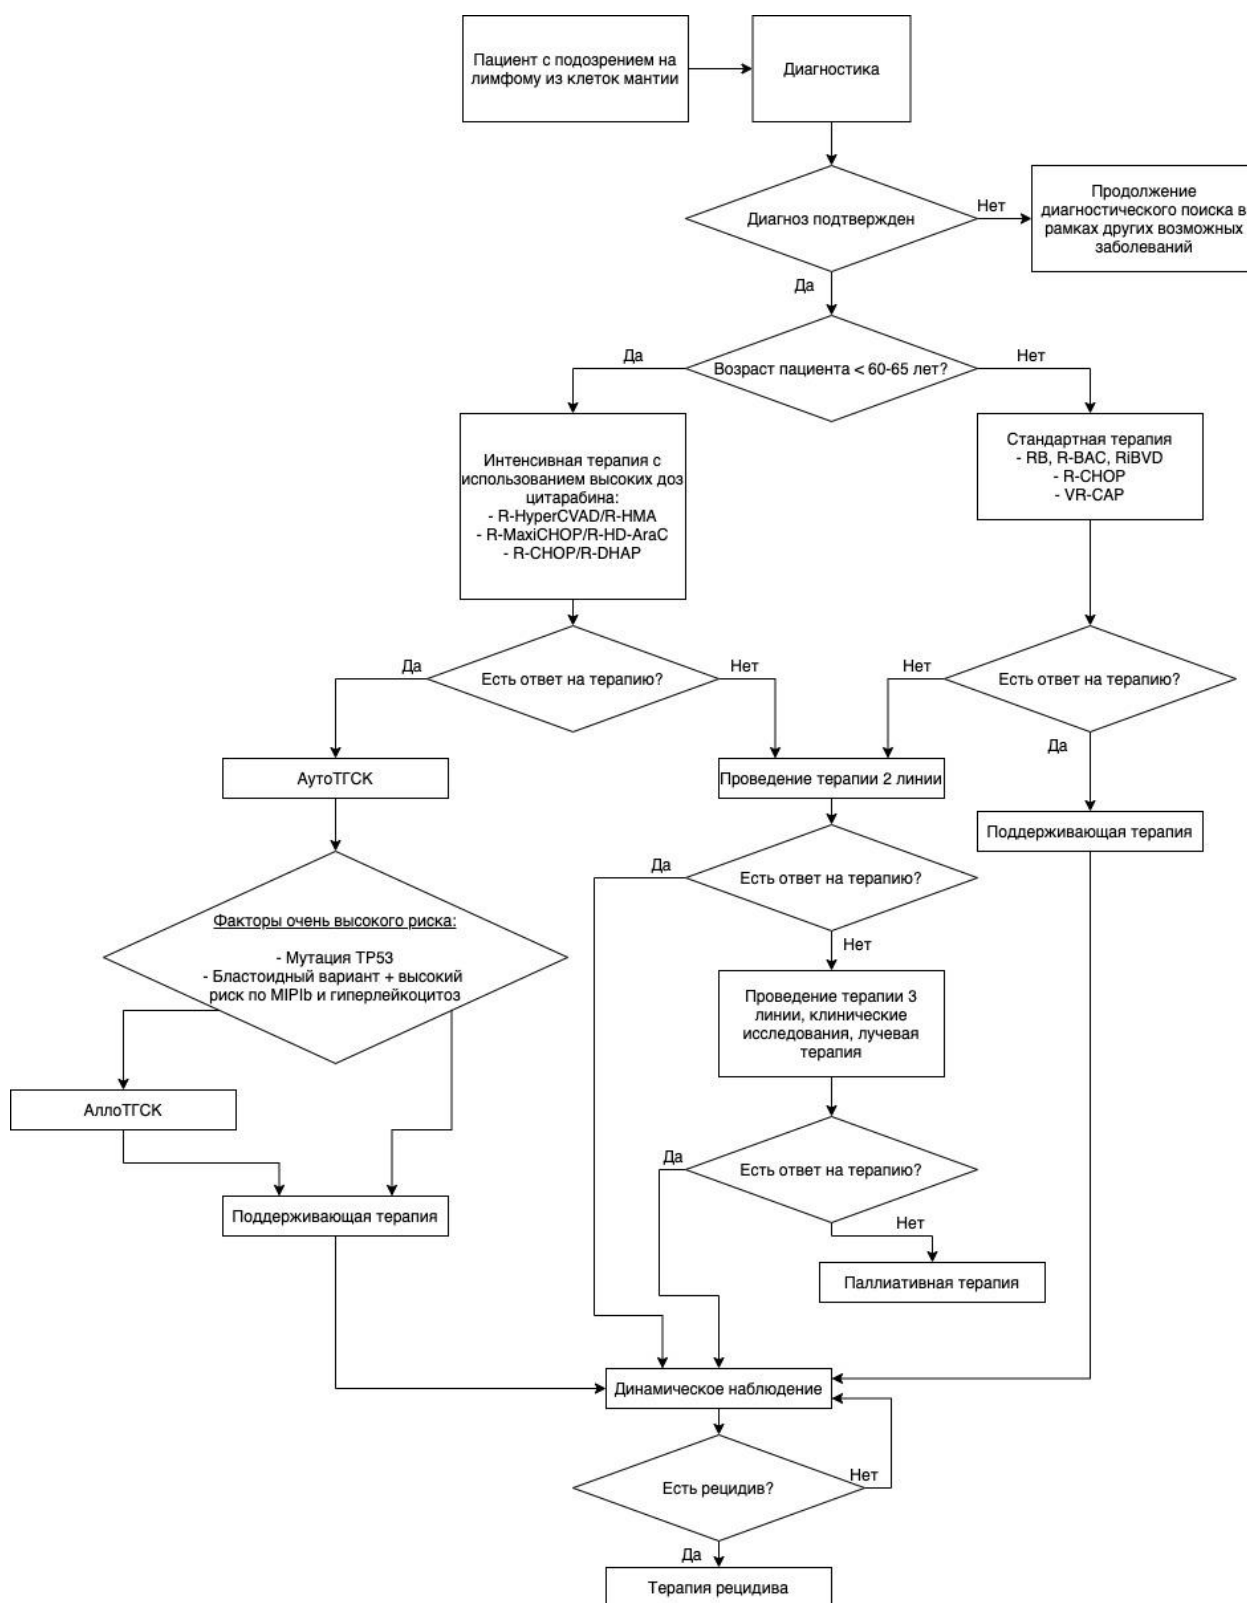 Пациент с подозрением на
лимфому из клеток мантии
Диагностика
Диагноз подтвержден
Нет
Продолжение
диагностического поиска в
рамках других возможных
заболеваний
Да
Возраст пациента < 60-65 лет?
Да
Нет
Интенсивная терапия с
использованием высоких доз
цитарабина:
- R-HyperCVAD/R-HMA
- R-MaxiCHOP/R-HD-AraC
- R-CHOP/R-DHAP
Стандартная терапия
- RB, R-BAC, RiBVD
- R-CHOP
- VR-CAP
Есть ответ на терапию?
Да
Нет
Есть ответ на терапию?
Нет
Да
АутоТГСК
Проведение терапии 2 линии
Поддерживающая терапия
Факторы очень высокого риска:
- Мутация TP53
- Бластоидный вариант + высокий
риск по MIPIb и гиперлейкоцитоз
Есть ответ на терапию?
Да
Нет
Проведение терапии 3
линии, клинические
исследования, лучевая
терапия
АллоТГСК
Есть ответ на терапию?
Да
Нет
Поддерживающая терапия
Паллиативная терапия
Динамическое наблюдение
Есть рецидив?
Нет
Да
Терапия рецидива